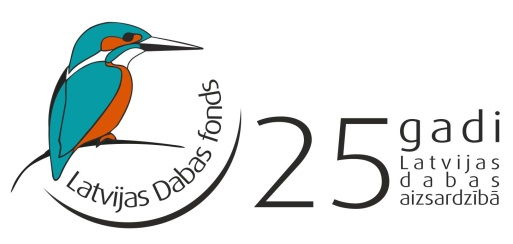 Latvijas Dabas fonds
25 gadi
Latvijas
dabas
aizsardzībā